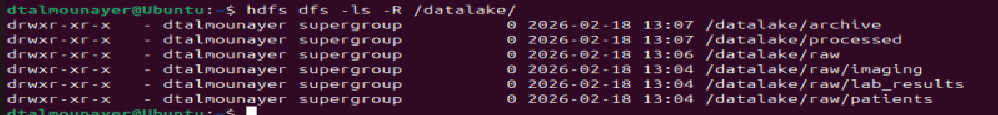 dtalmounayer@Ubuntu:~$ hdfs dfs -ls -R /datalake/
drwxr-xr-x   - dtalmounayer supergroup          0 2026-02-18 13:07 /datalake/archive
drwxr-xr-x   - dtalmounayer supergroup          0 2026-02-18 13:07 /datalake/processed
drwxr-xr-x   - dtalmounayer supergroup          0 2026-02-18 13:06 /datalake/raw
drwxr-xr-x   - dtalmounayer supergroup          0 2026-02-18 13:04 /datalake/raw/imaging
drwxr-xr-x   - dtalmounayer supergroup          0 2026-02-18 13:04 /datalake/raw/lab_results
drwxr-xr-x   - dtalmounayer supergroup          0 2026-02-18 13:04 /datalake/raw/patients
dtalmounayer@Ubuntu:~$